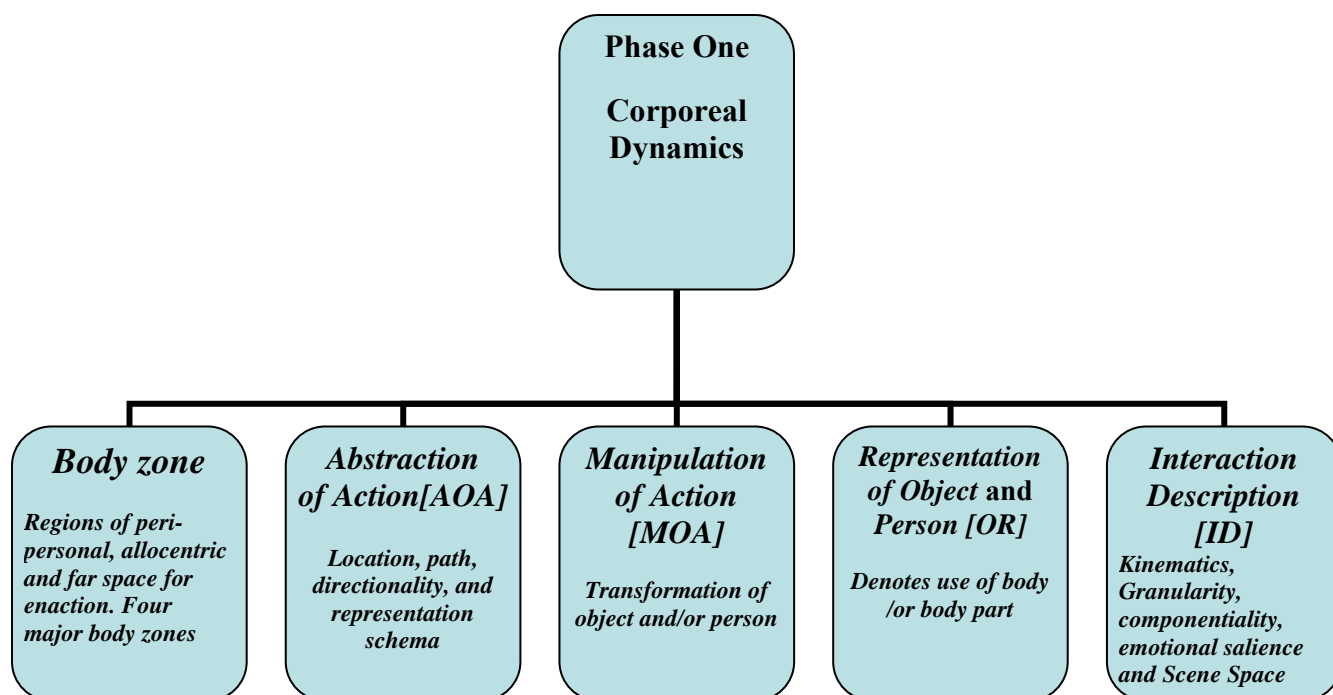 Phase One
Corporeal
Dynamics
Body zone
Regions of peri-
personal, allocentric
and far space for
enaction. Four
major body zones
Abstraction
of Action[AOA]
Location, path,
directionality, and
representation
schema
Manipulation
of Action
[MOA]
Transformation of
object and/or person
Representation
of Object and
Person [OR]
Denotes use of body
/or body part
Interaction
Description
[ID]
Kinematics,
Granularity,
componentiality,
emotional salience
and Scene Space